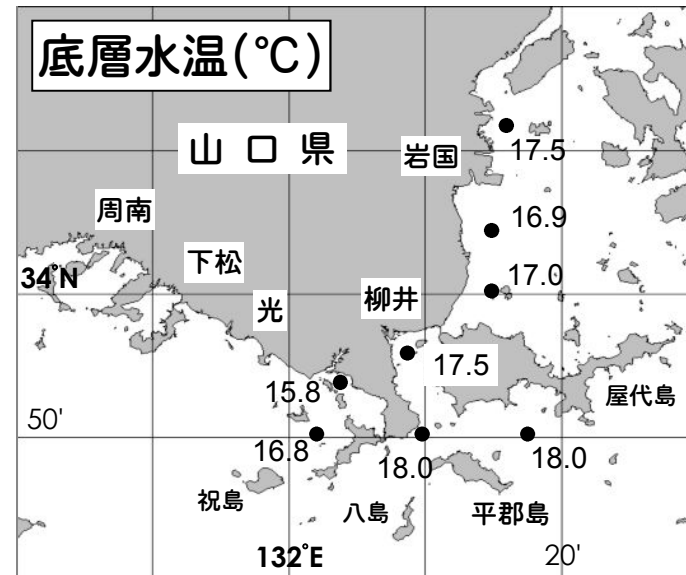 底層水温(℃)
山口県
岩国
17.5
周南
16.9
下松
34°N
17.0
光
柳井
17.5
15.8
屋代島
50'
16.8
18.0
18.0
祝島
八島
平郡島
132°E
20'